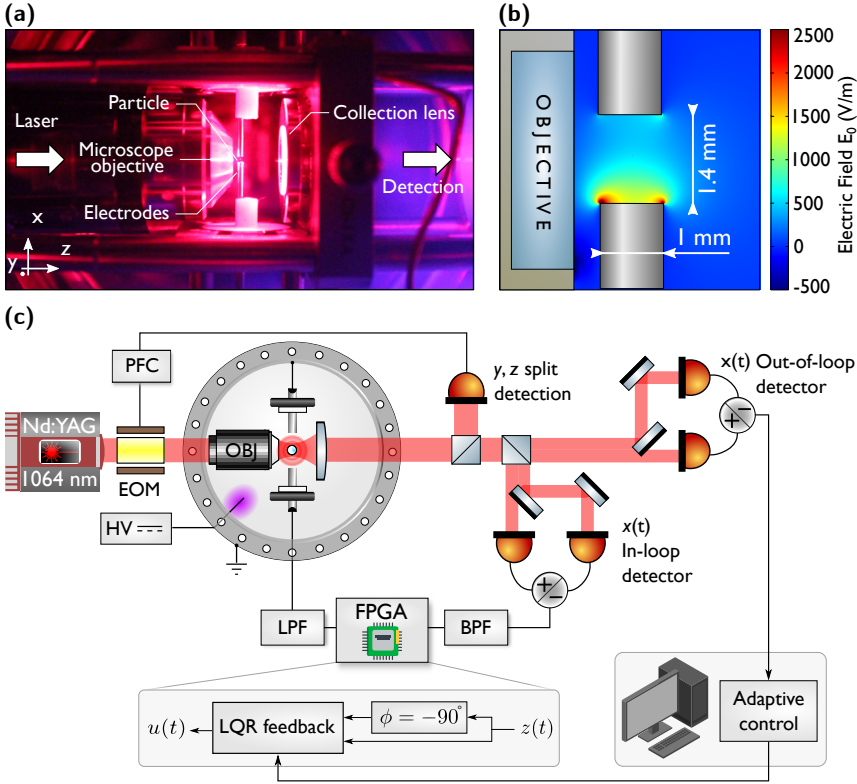 (a)
Particle
Laser
Collection lens
Microscope
objective
Detection
Electrodes
x
y
z
(b)
OBJECTIVE
1.4 mm
1 mm
2500
2000
1500
1000
500
0
-500
Electric Field E₀ (V/m)
(c)
PFC
y, z split
detection
x(t) Out-of-loop
detector
Nd:YAG
1064 nm
EOM
OBJ
HV
x(t)
In-loop
detector
LPF
FPGA
BPF
u(t)
LQR feedback
ϕ = −90°
z(t)
Adaptive
control